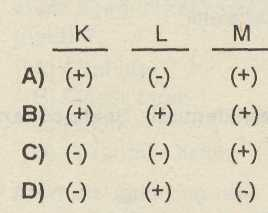 K L M
A) (+) (-) (+)
B) (+) (+) (+)
C) (-) (-) (+)
D) (-) (+) (-)